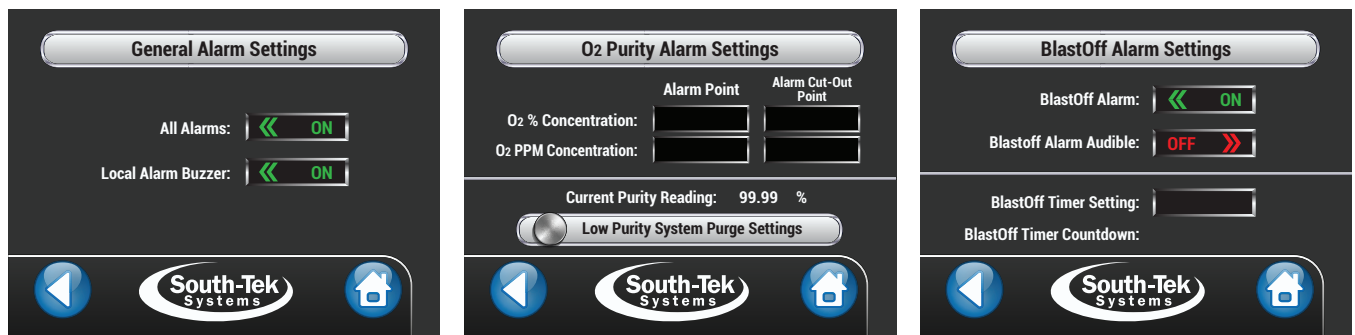 General Alarm Settings
All Alarms: ON
Local Alarm Buzzer: ON
South-Tek
Systems
O2 Purity Alarm Settings
Alarm Point
Alarm Cut-Out
Point
O2 % Concentration:
O2 PPM Concentration:
Current Purity Reading: 99.99 %
Low Purity System Purge Settings
South-Tek
Systems
BlastOff Alarm Settings
BlastOff Alarm: ON
Blastoff Alarm Audible: OFF
BlastOff Timer Setting:
BlastOff Timer Countdown:
South-Tek
Systems